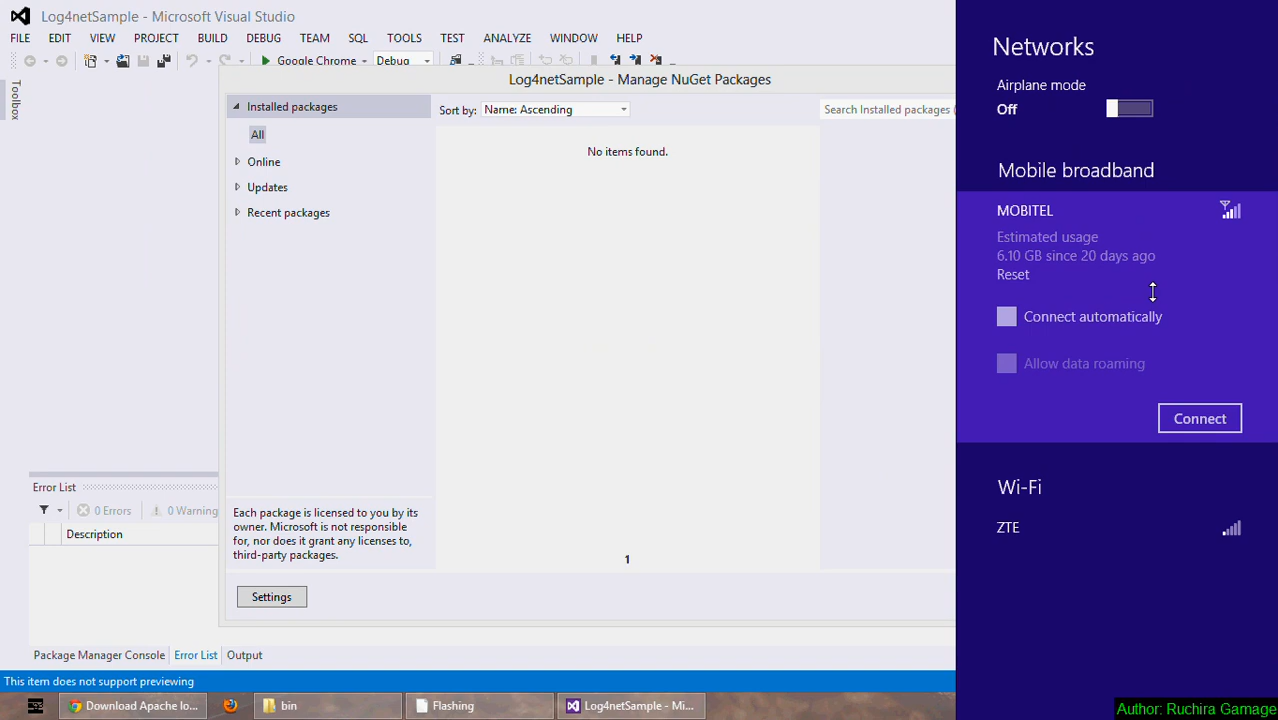 Log4netSample - Microsoft Visual Studio
FILE EDIT VIEW PROJECT BUILD DEBUG TEAM SQL TOOLS TEST ANALYZE WINDOW HELP
Google Chrome Debug
Toolbox
Log4netSample - Manage NuGet Packages
Installed packages
Sort by: Name: Ascending
Search Installed packages (
All
No items found.
Online
Updates
Recent packages
Each package is licensed to you by its
owner. Microsoft is not responsible
for, nor does it grant any licenses to,
third-party packages.
1
Settings
Error List
0 Errors 0 Warning
Description
Package Manager Console Error List Output
This item does not support previewing
Download Apache lo...
bin
Flashing
Log4netSample - Mi...
Networks
Airplane mode
Off
Mobile broadband
MOBITEL
Estimated usage
6.10 GB since 20 days ago
Reset
Connect automatically
Allow data roaming
Connect
Wi-Fi
ZTE
Author: Ruchira Gamage